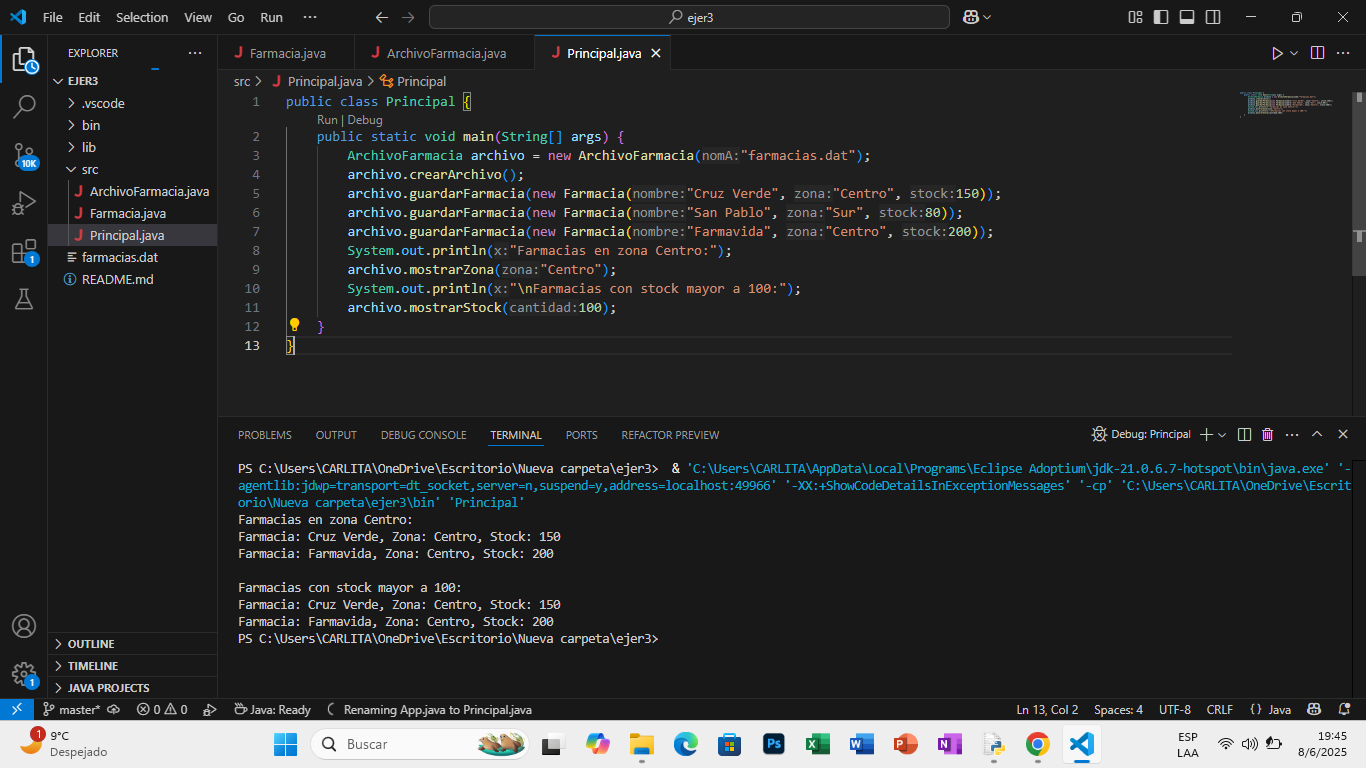 File Edit Selection View Go Run ··· ejer3
EXPLORER ···
EJER3
.vscode
bin
lib
src
ArchivoFarmacia.java
Farmacia.java
Principal.java
farmacias.dat
README.md
OUTLINE
TIMELINE
JAVA PROJECTS
10K
1
1
Farmacia.java ArchivoFarmacia.java Principal.java
src > Principal.java > Principal
1 public class Principal {
Run | Debug
2 public static void main(String[] args) {
3 ArchivoFarmacia archivo = new ArchivoFarmacia(nomA:"farmacias.dat");
4 archivo.crearArchivo();
5 archivo.guardarFarmacia(new Farmacia(nombre:"Cruz Verde", zona:"Centro", stock:150));
6 archivo.guardarFarmacia(new Farmacia(nombre:"San Pablo", zona:"Sur", stock:80));
7 archivo.guardarFarmacia(new Farmacia(nombre:"Farmavida", zona:"Centro", stock:200));
8 System.out.println(x:"Farmacias en zona Centro:");
9 archivo.mostrarZona(zona:"Centro");
10 System.out.println(x:"\nFarmacias con stock mayor a 100:");
11 archivo.mostrarStock(cantidad:100);
12 }
13 }
PROBLEMS OUTPUT DEBUG CONSOLE TERMINAL PORTS REFACTOR PREVIEW Debug: Principal
PS C:\Users\CARLITA\OneDrive\Escritorio\Nueva carpeta\ejer3> & 'C:\Users\CARLITA\AppData\Local\Programs\Eclipse Adoptium\jdk-21.0.6.7-hotspot\bin\java.exe' '-
agentlib:jdwp=transport=dt_socket,server=n,suspend=y,address=localhost:49966' '-XX:+ShowCodeDetailsInExceptionMessages' '-cp' 'C:\Users\CARLITA\OneDrive\Escrit
orio\Nueva carpeta\ejer3\bin' 'Principal'
Farmacias en zona Centro:
Farmacia: Cruz Verde, Zona: Centro, Stock: 150
Farmacia: Farmavida, Zona: Centro, Stock: 200
Farmacias con stock mayor a 100:
Farmacia: Cruz Verde, Zona: Centro, Stock: 150
Farmacia: Farmavida, Zona: Centro, Stock: 200
PS C:\Users\CARLITA\OneDrive\Escritorio\Nueva carpeta\ejer3>
master* 0 0 Java: Ready Renaming App.java to Principal.java Ln 13, Col 2 Spaces: 4 UTF-8 CRLF {} Java
1 9°C
Despejado
Buscar
Ps
ESP
LAA
19:45
8/6/2025